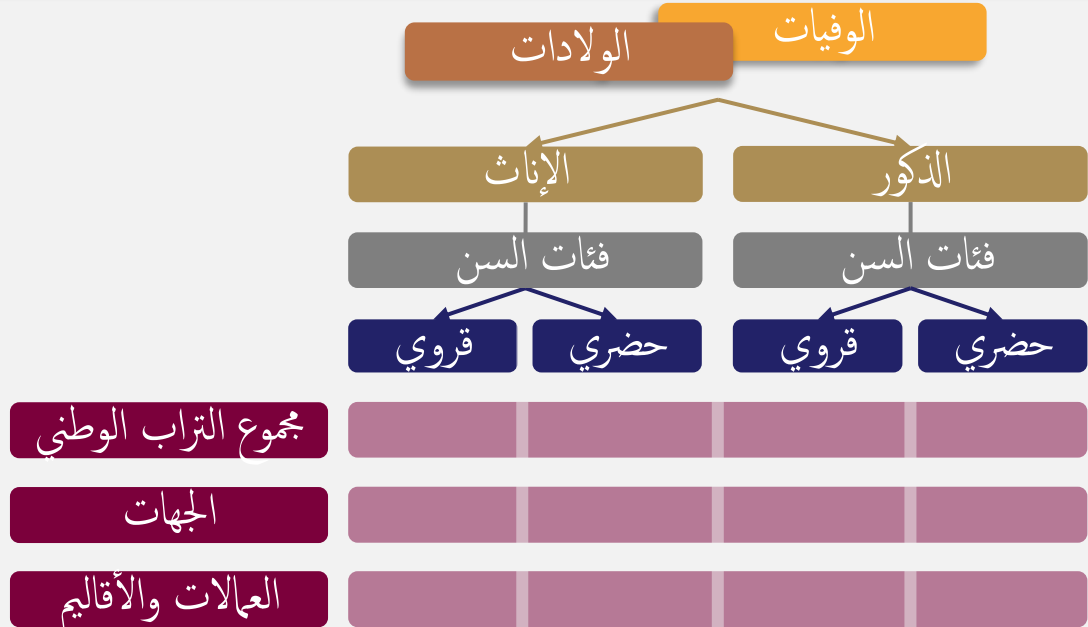 الوفيات
الولادات
الذكور
الإناث
فئات السن
فئات السن
حضري
قروي
حضري
قروي
مجموع التراب الوطني
الجهات
العمالات والأقاليم